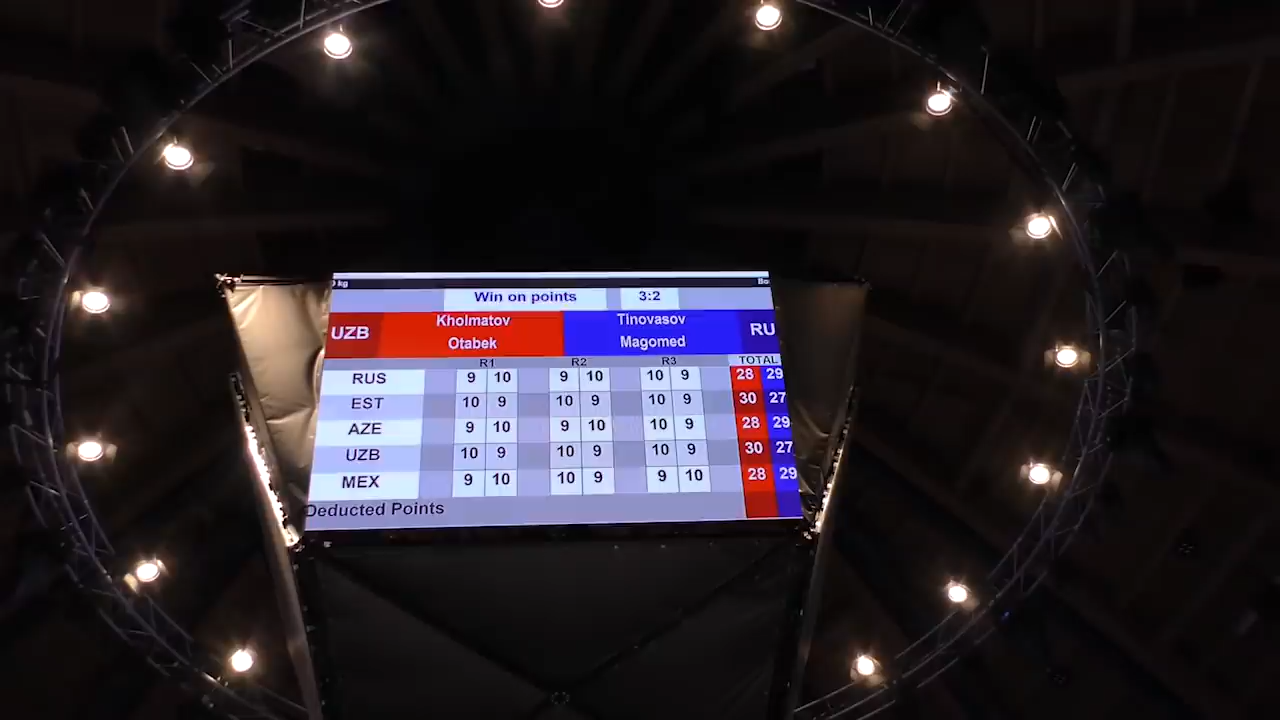 kg
Win on points 3:2
UZB Kholmatov Otabek Tinovasov Magomed RU
R1 R2 R3 TOTAL
RUS 9 10 9 10 10 9 28 29
EST 10 9 10 9 10 9 30 27
AZE 9 10 9 10 10 9 28 29
UZB 10 9 10 9 10 9 30 27
MEX 9 10 10 9 9 10 28 29
Deducted Points